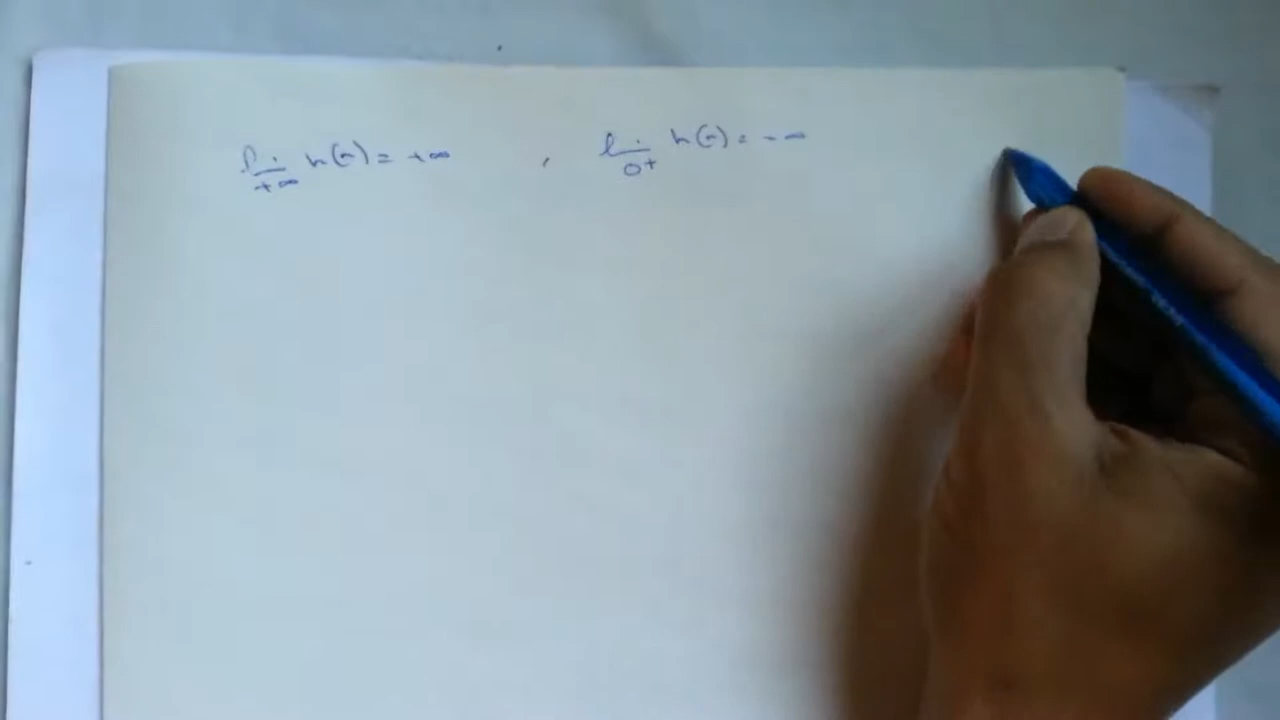 lim h(x) = +∞ , lim h(x) = -∞
+∞ 0+